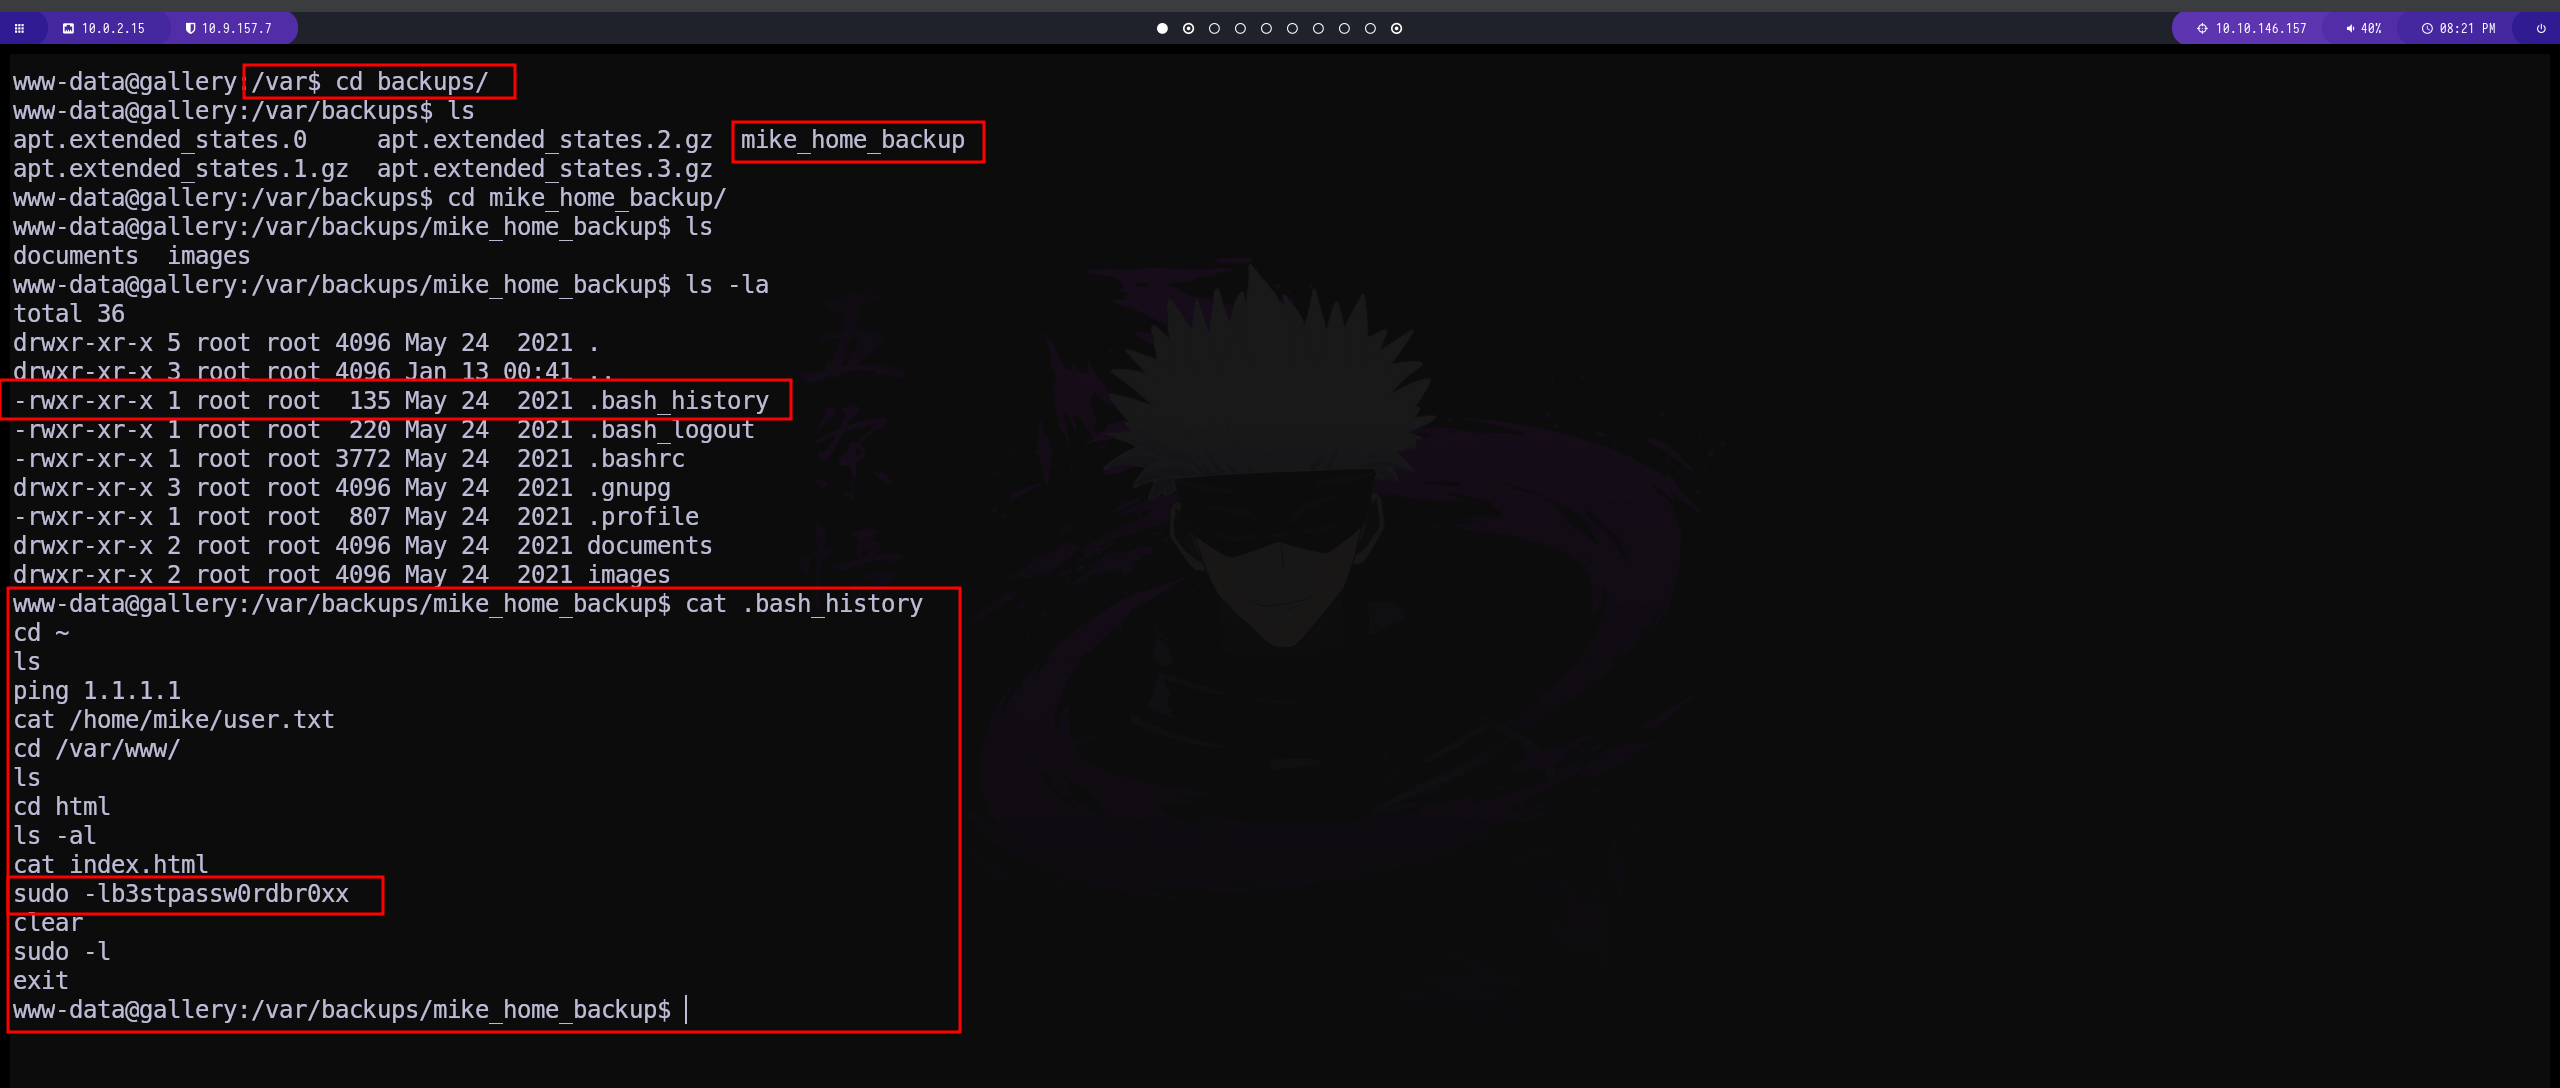 10.0.2.15 10.9.157.7 10.10.146.157 40% 08:21 PM
www-data@gallery:/var$ cd backups/
www-data@gallery:/var/backups$ ls
apt.extended_states.0     apt.extended_states.2.gz  mike_home_backup
apt.extended_states.1.gz  apt.extended_states.3.gz
www-data@gallery:/var/backups$ cd mike_home_backup/
www-data@gallery:/var/backups/mike_home_backup$ ls
documents  images
www-data@gallery:/var/backups/mike_home_backup$ ls -la
total 36
drwxr-xr-x 5 root root 4096 May 24  2021 .
drwxr-xr-x 3 root root 4096 Jan 13 00:41 ..
-rwxr-xr-x 1 root root  135 May 24  2021 .bash_history
-rwxr-xr-x 1 root root  220 May 24  2021 .bash_logout
-rwxr-xr-x 1 root root 3772 May 24  2021 .bashrc
drwxr-xr-x 3 root root 4096 May 24  2021 .gnupg
-rwxr-xr-x 1 root root  807 May 24  2021 .profile
drwxr-xr-x 2 root root 4096 May 24  2021 documents
drwxr-xr-x 2 root root 4096 May 24  2021 images
www-data@gallery:/var/backups/mike_home_backup$ cat .bash_history
cd ~
ls
ping 1.1.1.1
cat /home/mike/user.txt
cd /var/www/
ls
cd html
ls -al
cat index.html
sudo -lb3stpassw0rdbr0xx
clear
sudo -l
exit
www-data@gallery:/var/backups/mike_home_backup$
五
条
悟